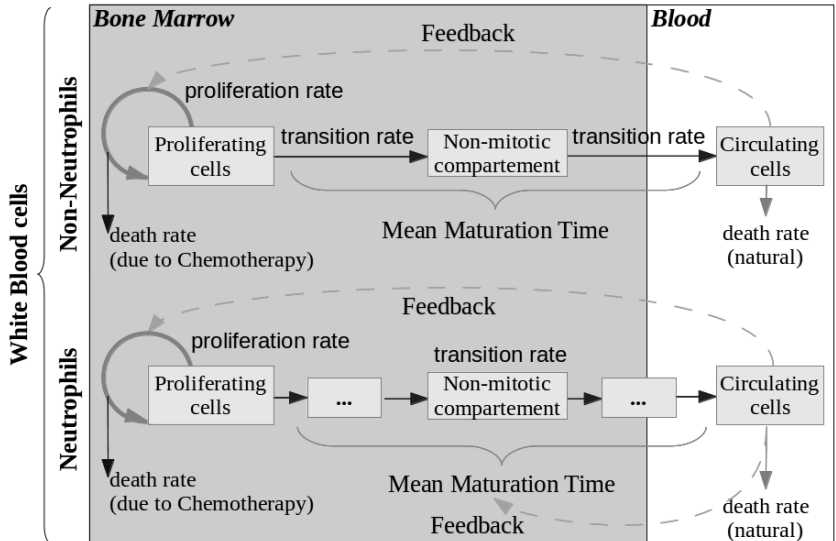 Bone Marrow
Blood
White Blood cells
Non-Neutrophils
Feedback
proliferation rate
Proliferating
cells
transition rate
Non-mitotic
compartement
transition rate
Circulating
cells
Mean Maturation Time
death rate
(due to Chemotherapy)
death rate
(natural)
Neutrophils
Feedback
proliferation rate
Proliferating
cells
...
transition rate
Non-mitotic
compartement
...
Circulating
cells
Mean Maturation Time
death rate
(due to Chemotherapy)
Feedback
death rate
(natural)